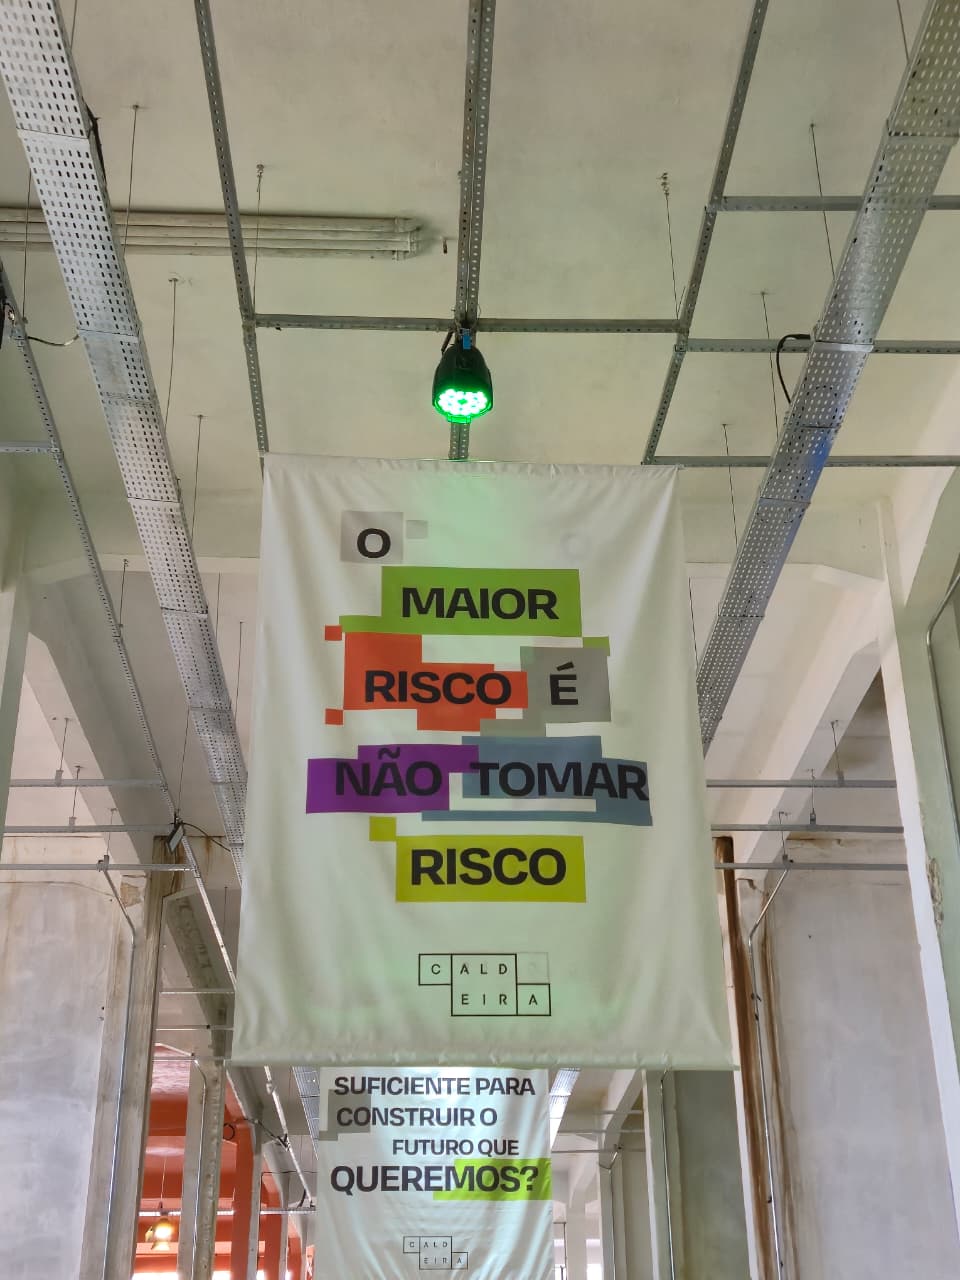 O
MAIOR
RISCO É
NÃO TOMAR
RISCO
CALD
EIRA
SUFICIENTE PARA
CONSTRUIR O
FUTURO QUE
QUEREMOS?
CALD
EIRA